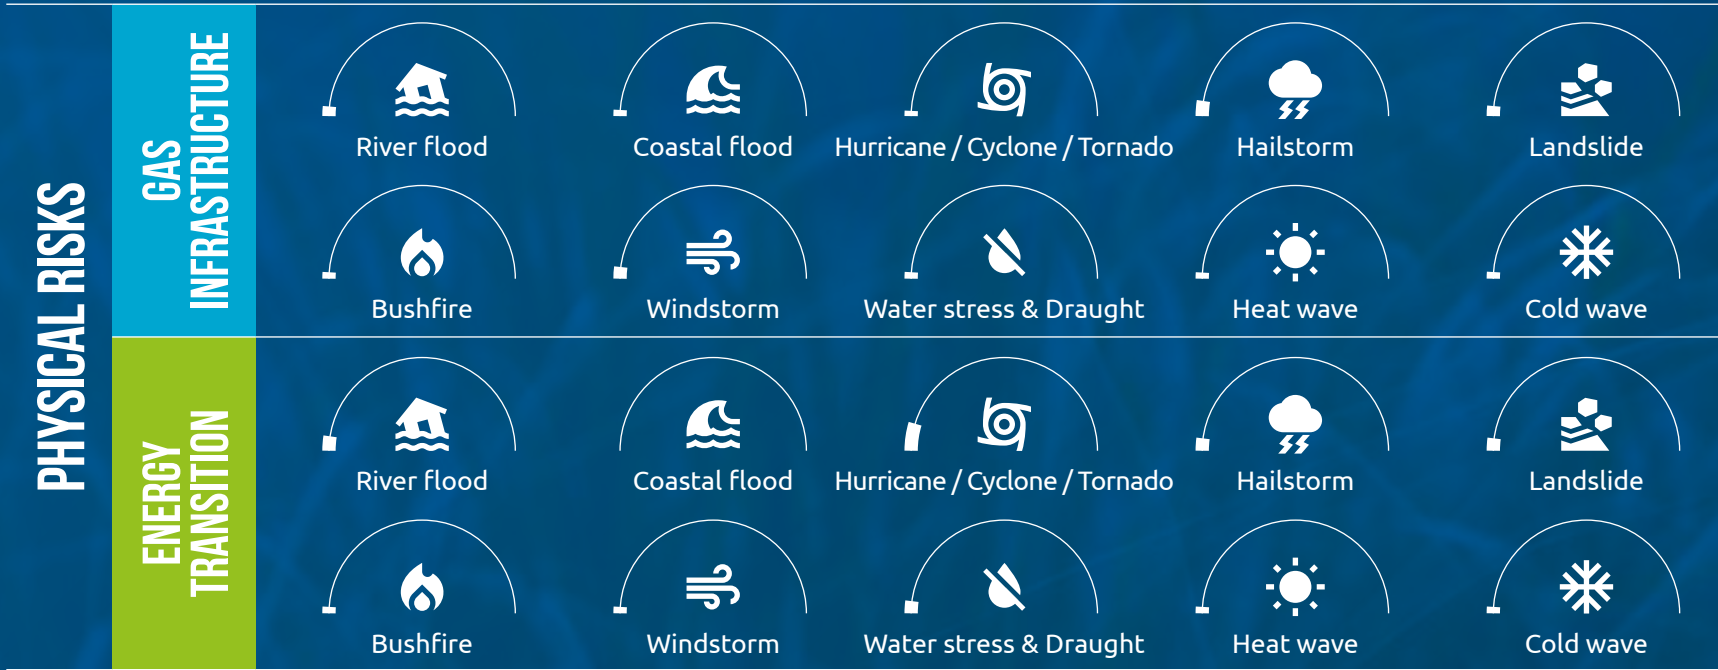 PHYSICAL RISKS
GAS
INFRASTRUCTURE
River flood
Coastal flood
Hurricane / Cyclone / Tornado
Hailstorm
Landslide
Bushfire
Windstorm
Water stress & Draught
Heat wave
Cold wave
ENERGY
TRANSITION
River flood
Coastal flood
Hurricane / Cyclone / Tornado
Hailstorm
Landslide
Bushfire
Windstorm
Water stress & Draught
Heat wave
Cold wave